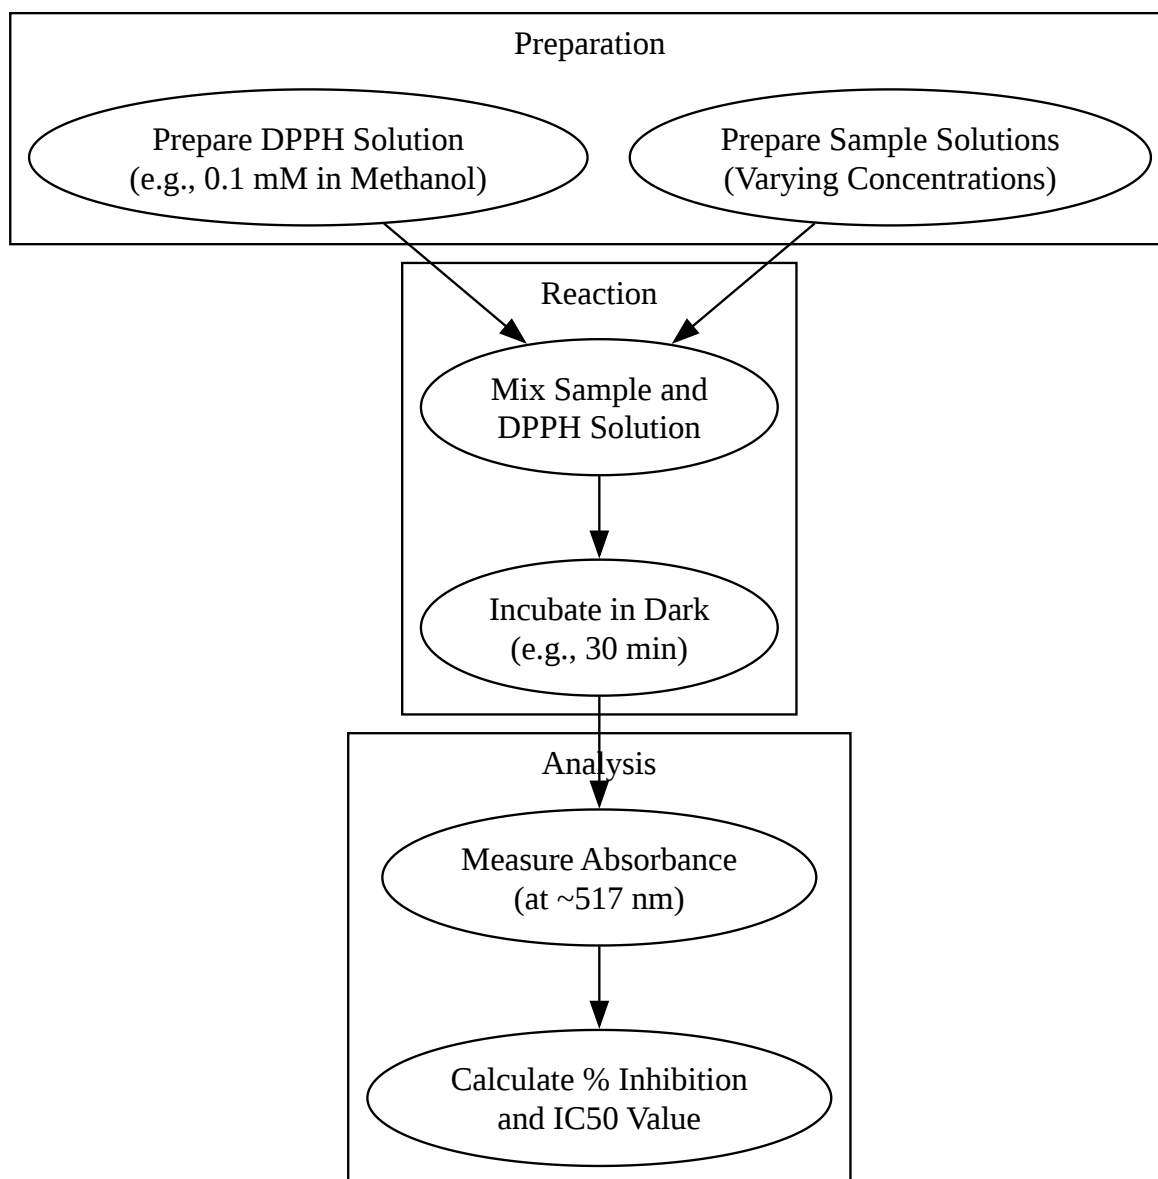 Preparation
Prepare DPPH Solution
(e.g., 0.1 mM in Methanol)
Prepare Sample Solutions
(Varying Concentrations)
Reaction
Mix Sample and
DPPH Solution
Incubate in Dark
(e.g., 30 min)
Analysis
Measure Absorbance
(at ~517 nm)
Calculate % Inhibition
and IC50 Value